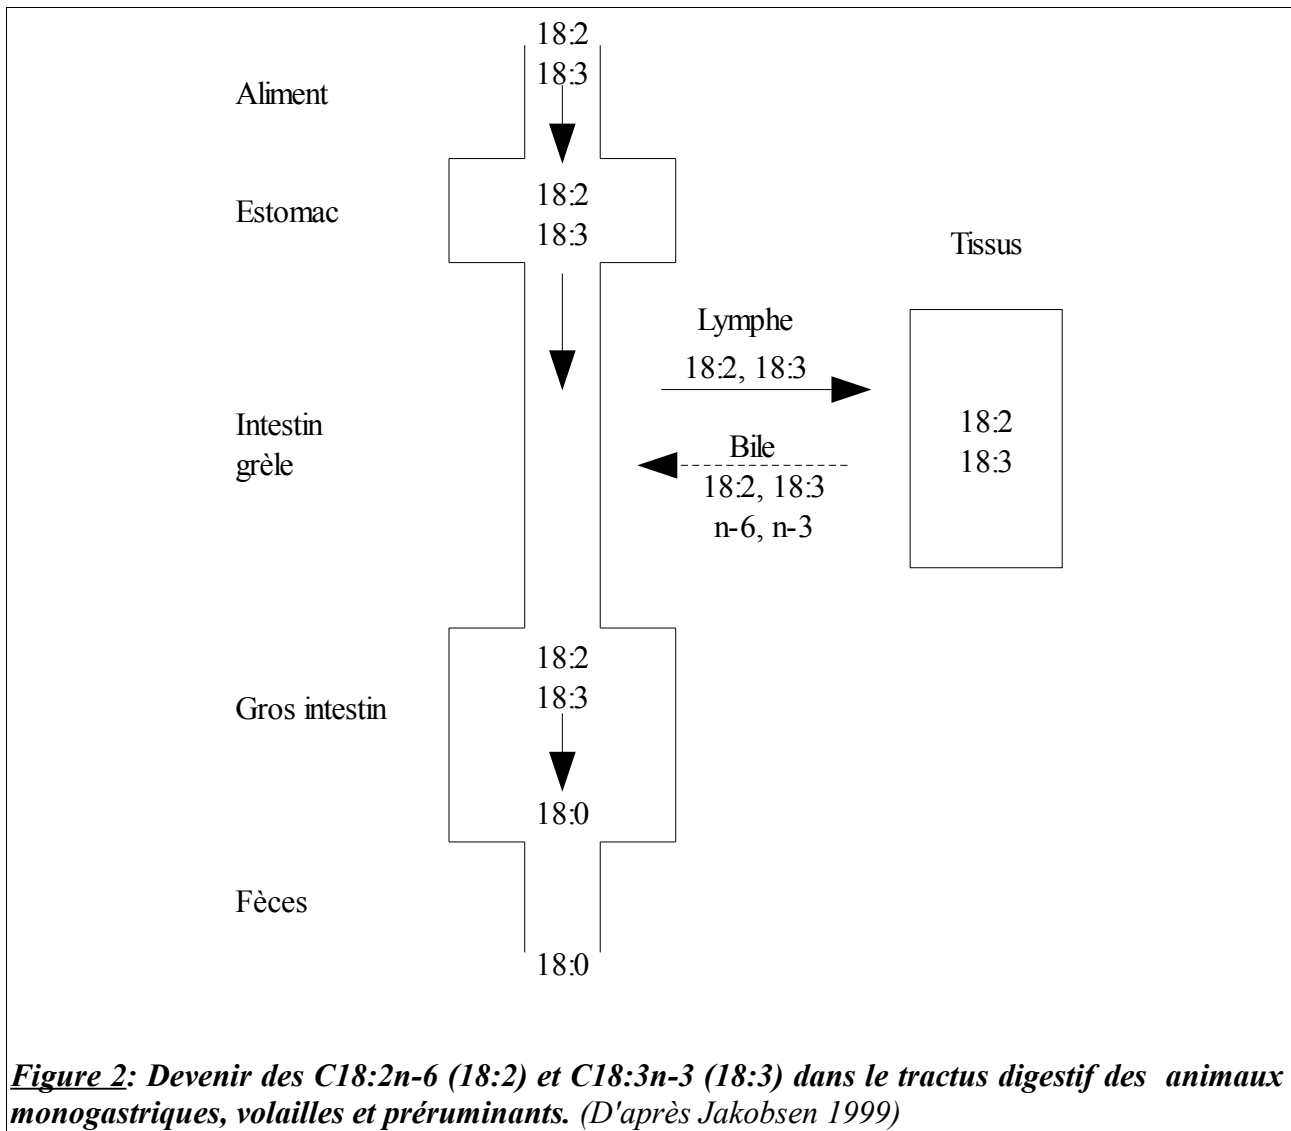 18:2
18:3
Aliment
18:2
18:3
Estomac
Tissus
Lymphe
18:2, 18:3
Intestin
grèle
Bile
18:2, 18:3
n-6, n-3
18:2
18:3
18:2
18:3
Gros intestin
18:0
Fèces
18:0
Figure 2: Devenir des C18:2n-6 (18:2) et C18:3n-3 (18:3) dans le tractus digestif des animaux
monogastriques, volailles et préruminants. (D'après Jakobsen 1999)